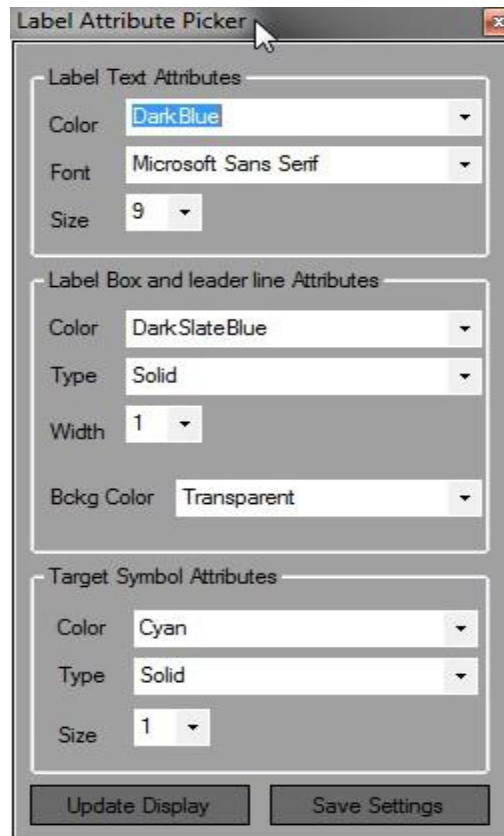 Label Attribute Picker
Label Text Attributes
Color DarkBlue
Font Microsoft Sans Serif
Size 9
Label Box and leader line Attributes
Color DarkSlateBlue
Type Solid
Width 1
Bckg Color Transparent
Target Symbol Attributes
Color Cyan
Type Solid
Size 1
Update Display Save Settings